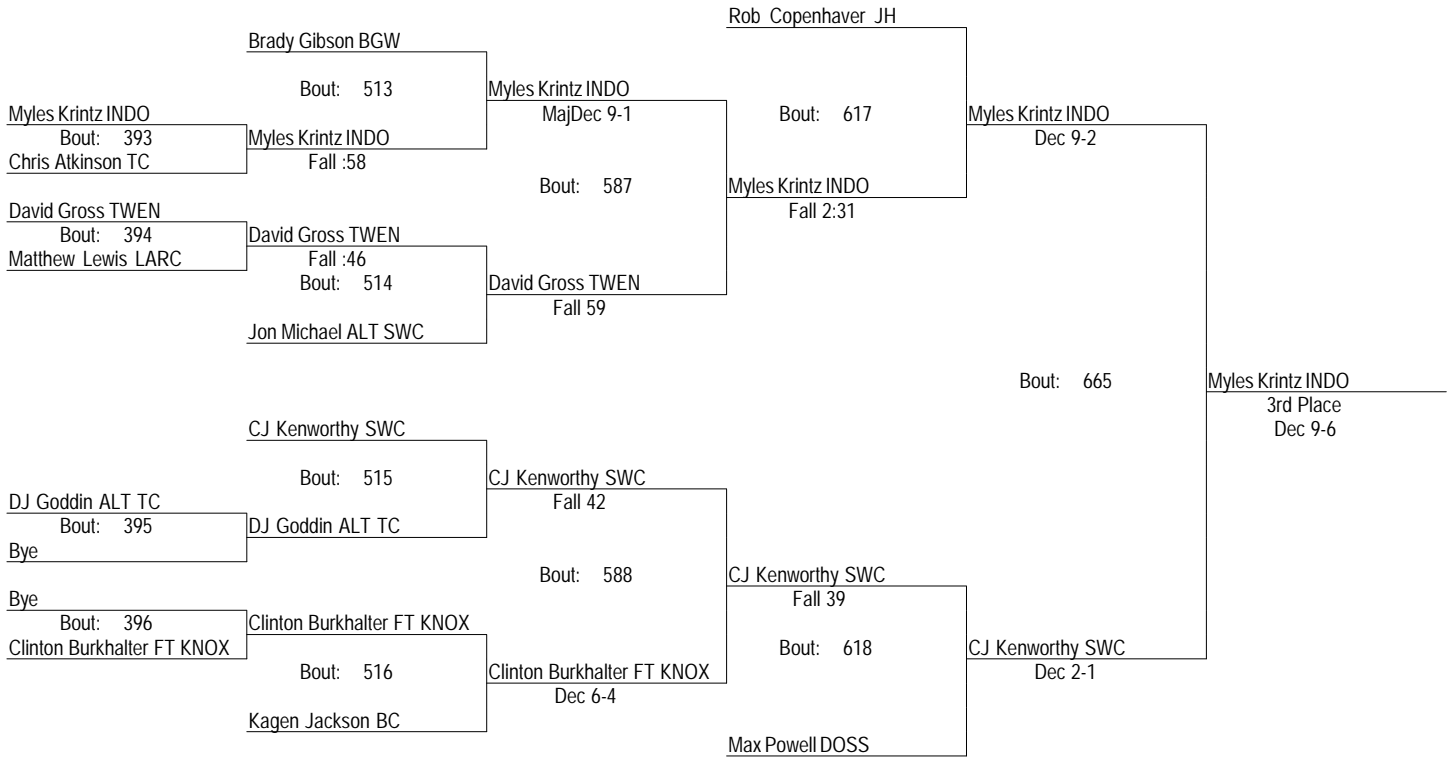 Rob Copenhaver JH
Brady Gibson BGW
Bout: 513
Myles Krintz INDO
MajDec 9-1
Bout: 617
Myles Krintz INDO
Dec 9-2
Myles Krintz INDO
Bout: 393
Chris Atkinson TC
Myles Krintz INDO
Fall :58
Bout: 587
Myles Krintz INDO
Fall 2:31
David Gross TWEN
Bout: 394
Matthew Lewis LARC
David Gross TWEN
Fall :46
Bout: 514
David Gross TWEN
Fall 59
Jon Michael ALT SWC
Bout: 665
Myles Krintz INDO
3rd Place
Dec 9-6
CJ Kenworthy SWC
Bout: 515
CJ Kenworthy SWC
Fall 42
DJ Goddin ALT TC
Bout: 395
Bye
DJ Goddin ALT TC
Bout: 588
CJ Kenworthy SWC
Fall 39
Bye
Bout: 396
Clinton Burkhalter FT KNOX
Clinton Burkhalter FT KNOX
Bout: 618
CJ Kenworthy SWC
Dec 2-1
Bout: 516
Clinton Burkhalter FT KNOX
Dec 6-4
Kagen Jackson BC
Max Powell DOSS